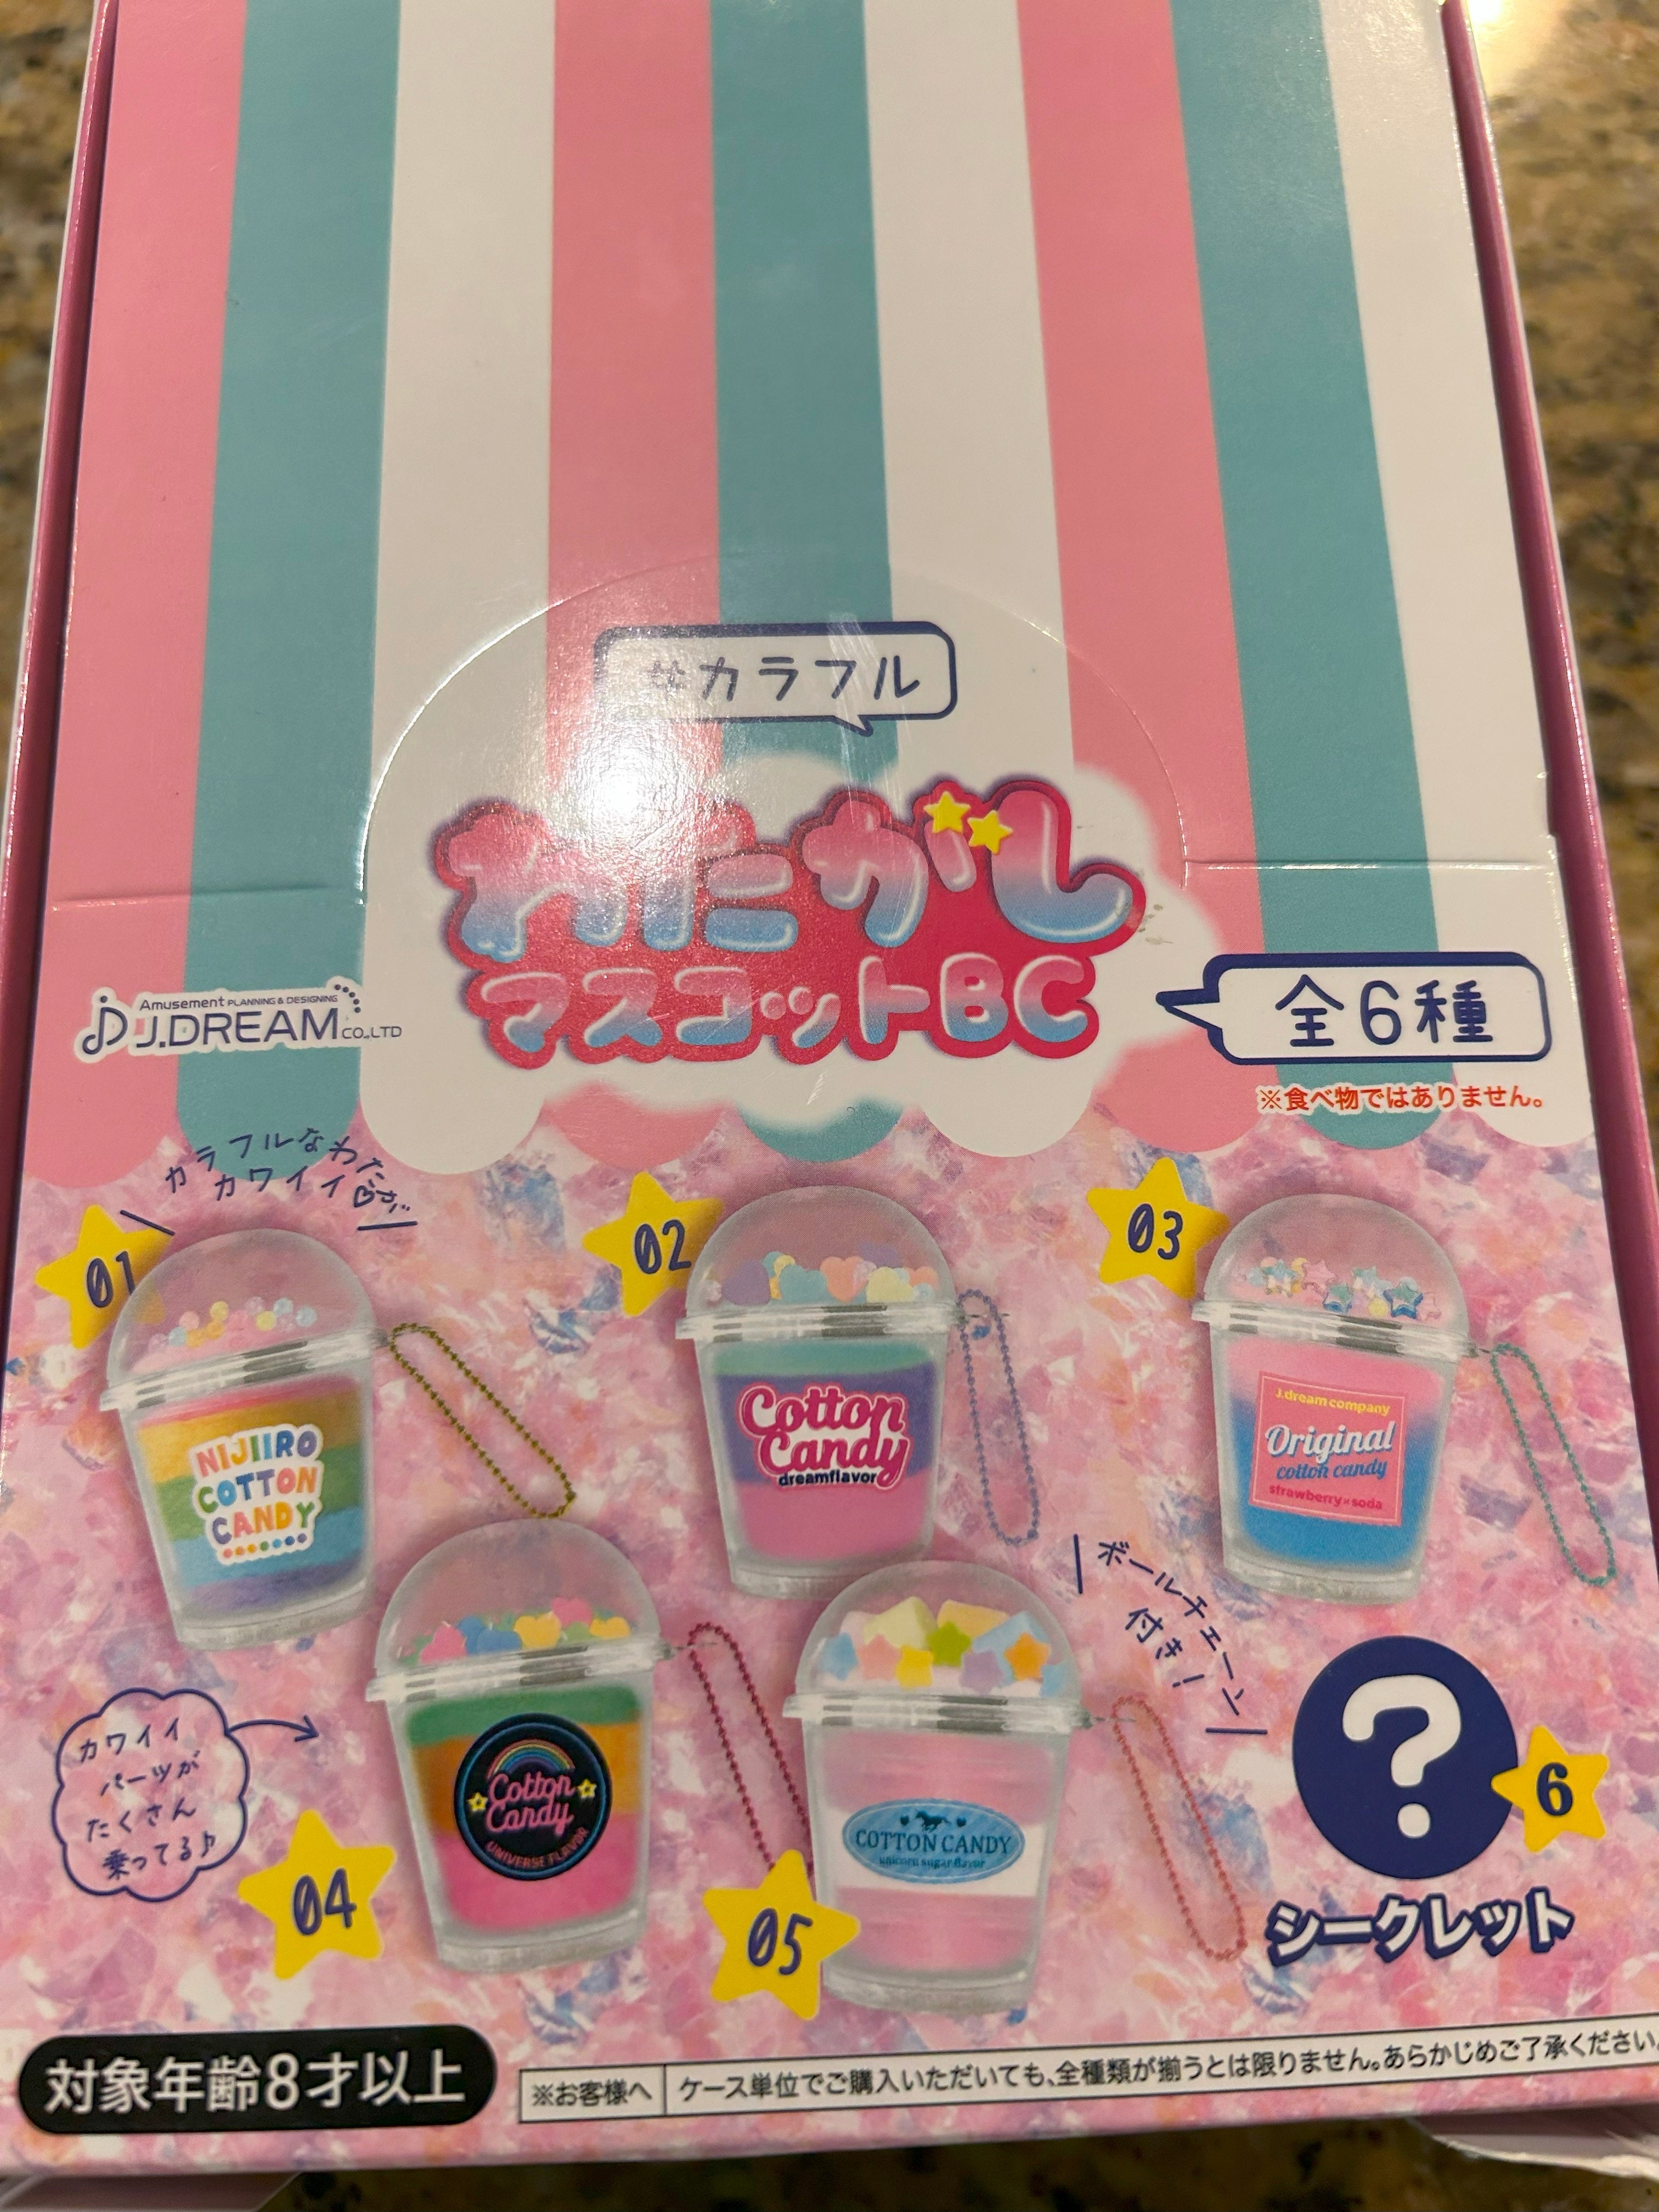 #カラフル
わたがし
マスコットBC
全6種
Amusement PLANNING & DESIGNING
J.DREAM CO.,LTD
※食べ物ではありません。
カラフルなわた
カワイイ
01
02
03
NIJIIRO
COTTON
CANDY
Cotton
Candy
dreamflavor
J.dream company
Original
cotton candy
strawberry×soda
ボールチェーン
付き!
カワイイ
パーツが
たくさん
乗ってる♪
04
Cotton
Candy
UNIVERSE FLAVOR
05
COTTON CANDY
unicorn sugar flavor
?
6
シークレット
対象年齢8才以上
※お客様へ
ケース単位でご購入いただいても、全種類が揃うとは限りません。あらかじめご了承ください。